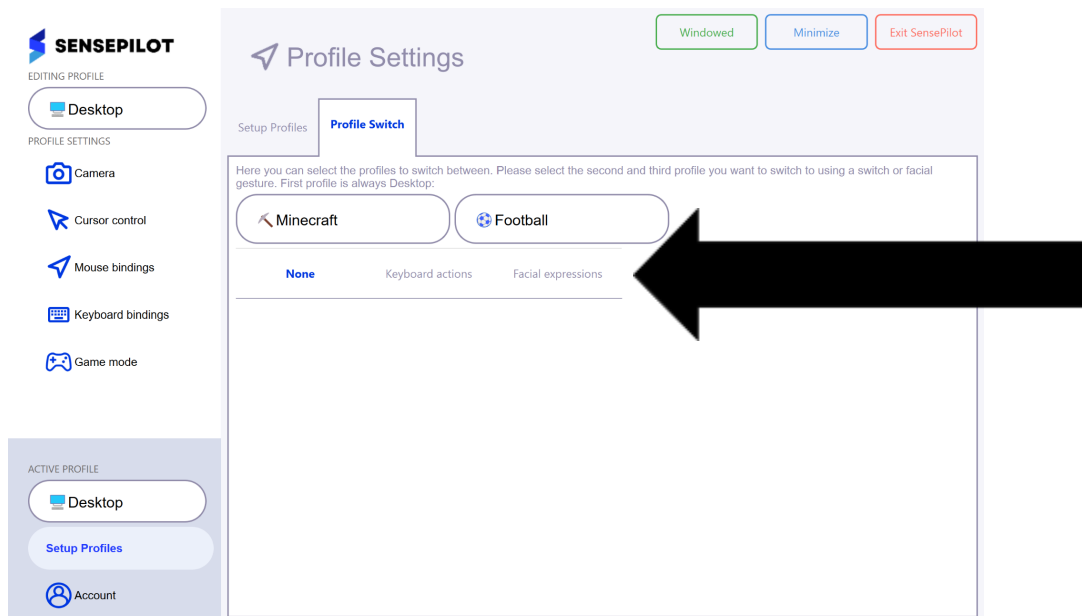 SENSEPILOT
EDITING PROFILE
Desktop
PROFILE SETTINGS
Camera
Cursor control
Mouse bindings
Keyboard bindings
Game mode
ACTIVE PROFILE
Desktop
Setup Profiles
Account
Profile Settings
Windowed
Minimize
Exit SensePilot
Setup Profiles
Profile Switch
Here you can select the profiles to switch between. Please select the second and third profile you want to switch to using a switch or facial
gesture. First profile is always Desktop:
Minecraft
Football
None
Keyboard actions
Facial expressions